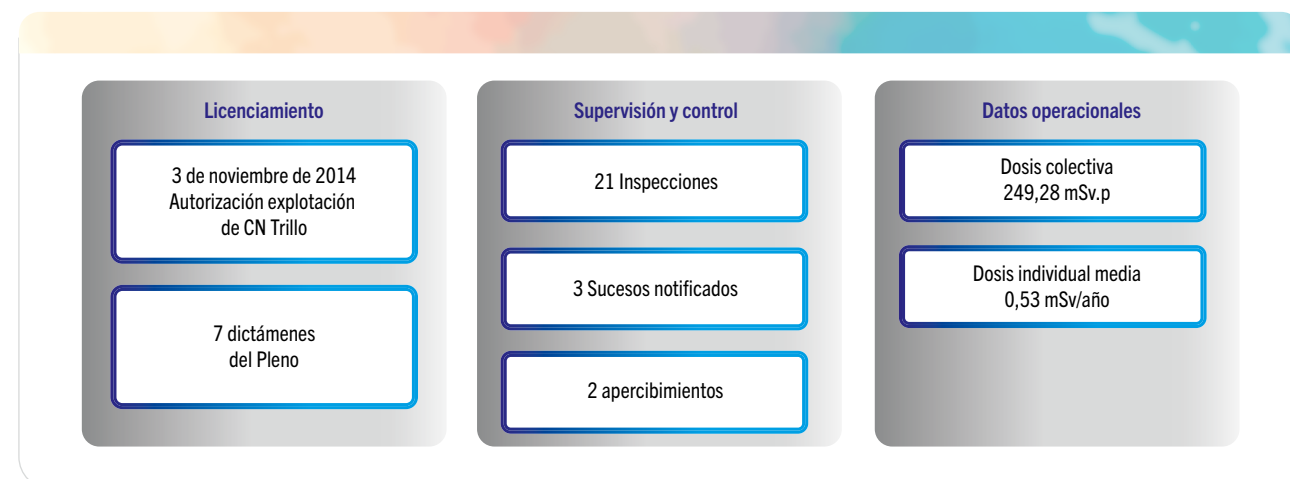 Licenciamiento
3 de noviembre de 2014
Autorización explotación
de CN Trillo
7 dictámenes
del Pleno
Supervisión y control
21 Inspecciones
3 Sucesos notificados
2 apercibimientos
Datos operacionales
Dosis colectiva
249,28 mSv.p
Dosis individual media
0,53 mSv/año